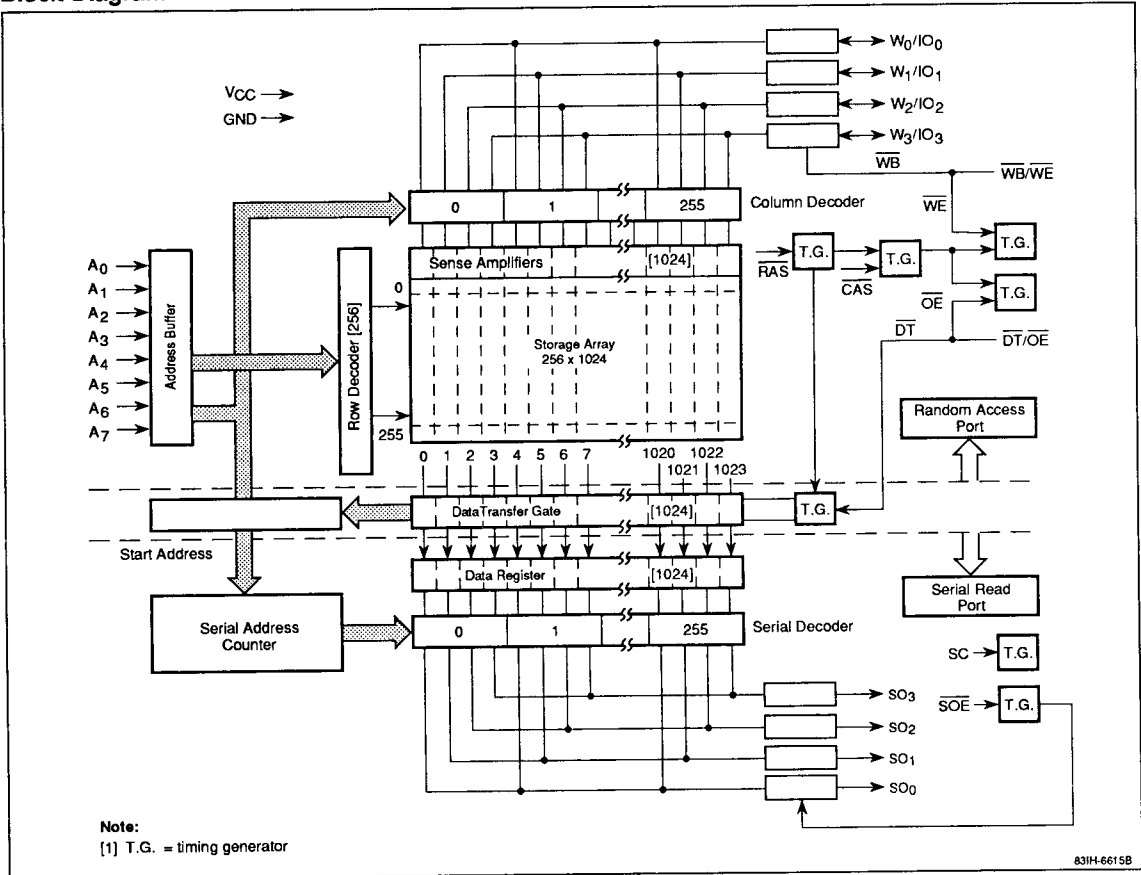 W0/IO0
W1/IO1
VCC
W2/IO2
GND
W3/IO3
WB
WB/WE
0 1 255
Column Decoder
WE
T.G.
Sense Amplifiers [1024]
RAS
T.G.
CAS
T.G.
OE
T.G.
A0
A1
A2
A3
A4
A5
A6
A7
Address Buffer
Row Decoder [256]
0
255
Storage Array
256 x 1024
DT
DT/OE
Random Access
Port
0 1 2 3 4 5 6 7 1020 1021 1022 1023
Data Transfer Gate [1024]
T.G.
Start Address
Data Register [1024]
Serial Read
Port
Serial Address
Counter
0 1 255
Serial Decoder
SC
T.G.
SO3
SOE
T.G.
SO2
SO1
SO0
Note:
[1] T.G. = timing generator
83IH-6615B